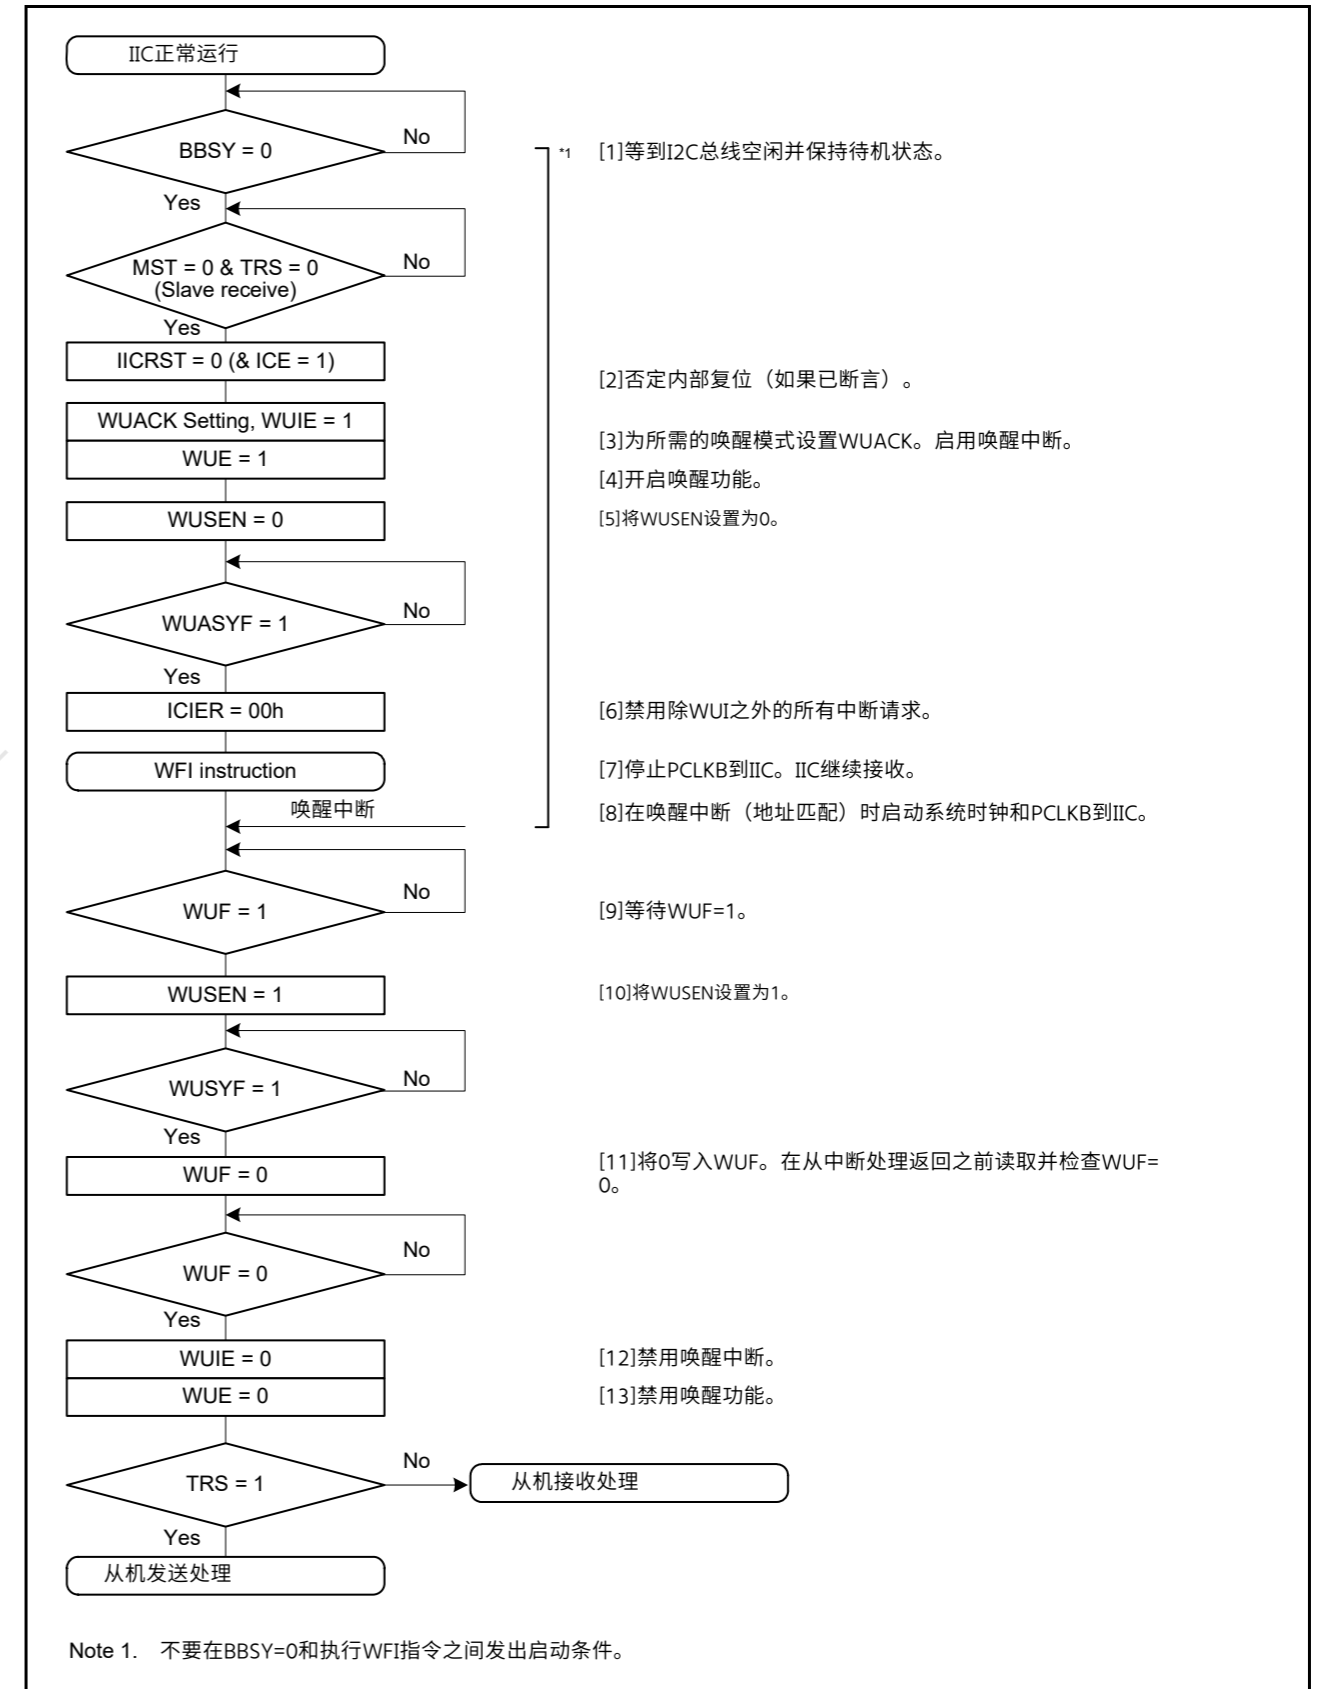 IIC正常运行
BBSY = 0
No
*1
[1]等到I2C总线空闲并保持待机状态。
Yes
MST = 0 & TRS = 0
(Slave receive)
No
Yes
IICRST = 0 (& ICE = 1)
[2]否定内部复位（如果已断言）。
WUACK Setting, WUIE = 1
[3]为所需的唤醒模式设置WUACK。启用唤醒中断。
WUE = 1
[4]开启唤醒功能。
WUSEN = 0
[5]将WUSEN设置为0。
WUASYF = 1
No
Yes
ICIER = 00h
[6]禁用除WUI之外的所有中断请求。
WFI instruction
[7]停止PCLKB到IIC。IIC继续接收。
唤醒中断
[8]在唤醒中断（地址匹配）时启动系统时钟和PCLKB到IIC。
WUF = 1
No
[9]等待WUF=1。
WUSEN = 1
[10]将WUSEN设置为1。
WUSYF = 1
No
Yes
WUF = 0
[11]将0写入WUF。在从中断处理返回之前读取并检查WUF=
0。
WUF = 0
No
Yes
WUIE = 0
[12]禁用唤醒中断。
WUE = 0
[13]禁用唤醒功能。
TRS = 1
No
从机接收处理
Yes
从机发送处理
Note 1. 不要在BBSY=0和执行WFI指令之间发出启动条件。